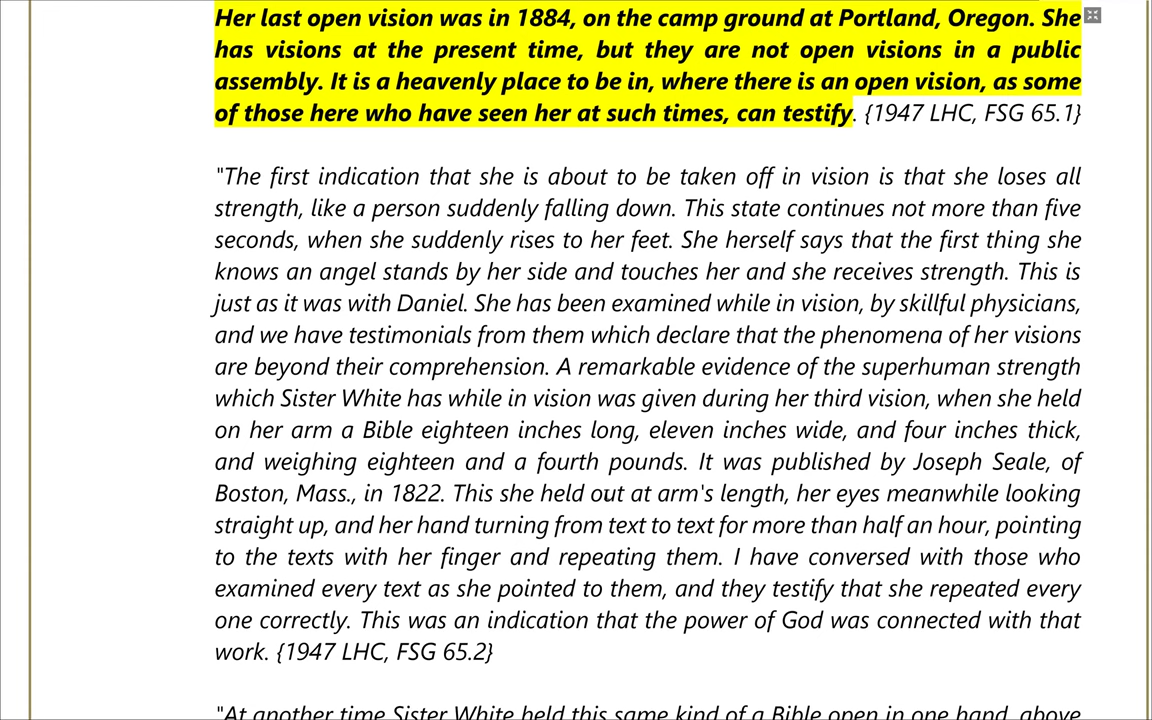 Her last open vision was in 1884, on the camp ground at Portland, Oregon. She
has visions at the present time, but they are not open visions in a public
assembly. It is a heavenly place to be in, where there is an open vision, as some
of those here who have seen her at such times, can testify. {1947 LHC, FSG 65.1}
"The first indication that she is about to be taken off in vision is that she loses all
strength, like a person suddenly falling down. This state continues not more than five
seconds, when she suddenly rises to her feet. She herself says that the first thing she
knows an angel stands by her side and touches her and she receives strength. This is
just as it was with Daniel. She has been examined while in vision, by skillful physicians,
and we have testimonials from them which declare that the phenomena of her visions
are beyond their comprehension. A remarkable evidence of the superhuman strength
which Sister White has while in vision was given during her third vision, when she held
on her arm a Bible eighteen inches long, eleven inches wide, and four inches thick,
and weighing eighteen and a fourth pounds. It was published by Joseph Seale, of
Boston, Mass., in 1822. This she held out at arm's length, her eyes meanwhile looking
straight up, and her hand turning from text to text for more than half an hour, pointing
to the texts with her finger and repeating them. I have conversed with those who
examined every text as she pointed to them, and they testify that she repeated every
one correctly. This was an indication that the power of God was connected with that
work. {1947 LHC, FSG 65.2}
"At another time Sister White held this same kind of a Bible open in one hand, above